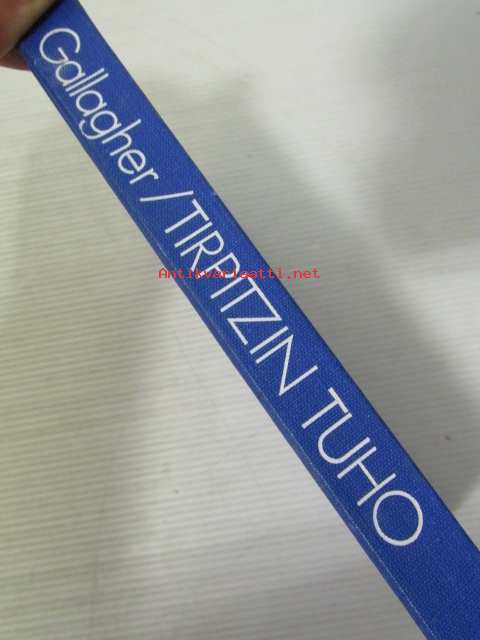 Gallagher / TIRPITZIN TUHO
Antikvariaatti.net